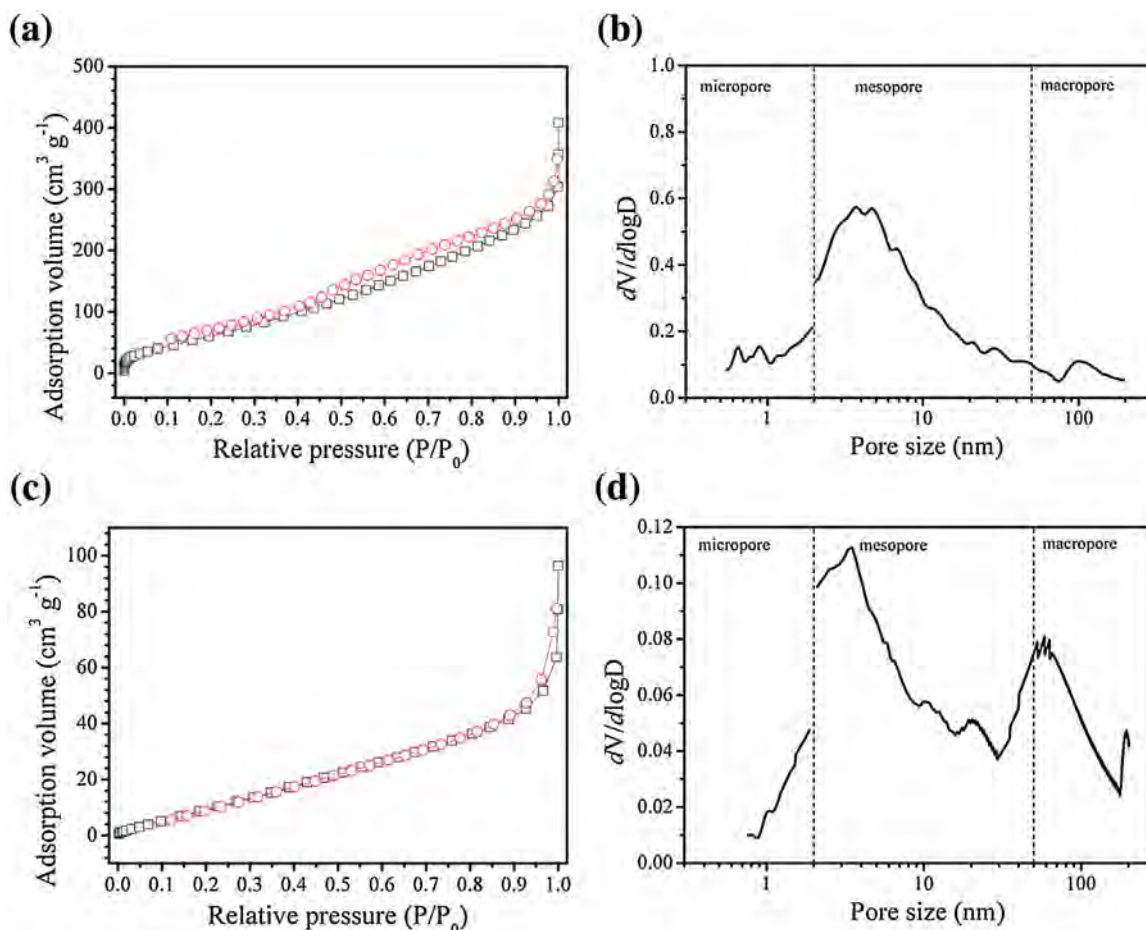 (a)
500
400
300
200
100
0
Adsorption volume (cm³ g⁻¹)
0.0 0.1 0.2 0.3 0.4 0.5 0.6 0.7 0.8 0.9 1.0
Relative pressure (P/P₀)
(b)
1.0
0.8
0.6
0.4
0.2
0.0
dV/dlogD
micropore mesopore macropore
1 10 100
Pore size (nm)
(c)
100
80
60
40
20
0
Adsorption volume (cm³ g⁻¹)
0.0 0.1 0.2 0.3 0.4 0.5 0.6 0.7 0.8 0.9 1.0
Relative pressure (P/P₀)
(d)
0.12
0.10
0.08
0.06
0.04
0.02
0.00
dV/dlogD
micropore mesopore macropore
1 10 100
Pore size (nm)